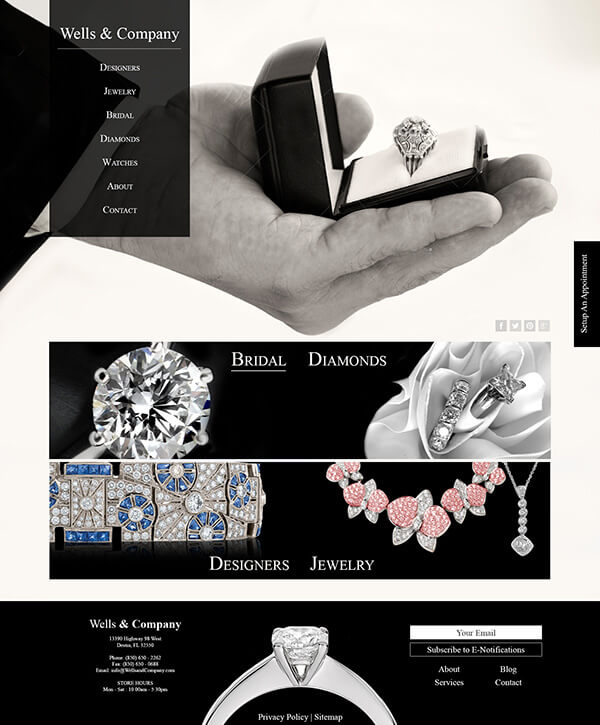 Wells & Company
Designers
Jewelry
Bridal
Diamonds
Watches
About
Contact
Setup An Appointment
Bridal Diamonds
Designers Jewelry
Wells & Company
13390 Highway 98 West
Destin, FL 32550
Phone: (850) 650 - 2262
Fax: (850) 650 - 0688
Email: info@WellsandCompany.com
STORE HOURS
Mon - Sat : 10:00am - 5:30pm
Your Email
Subscribe to E-Notifications
About Blog
Services Contact
Privacy Policy | Sitemap